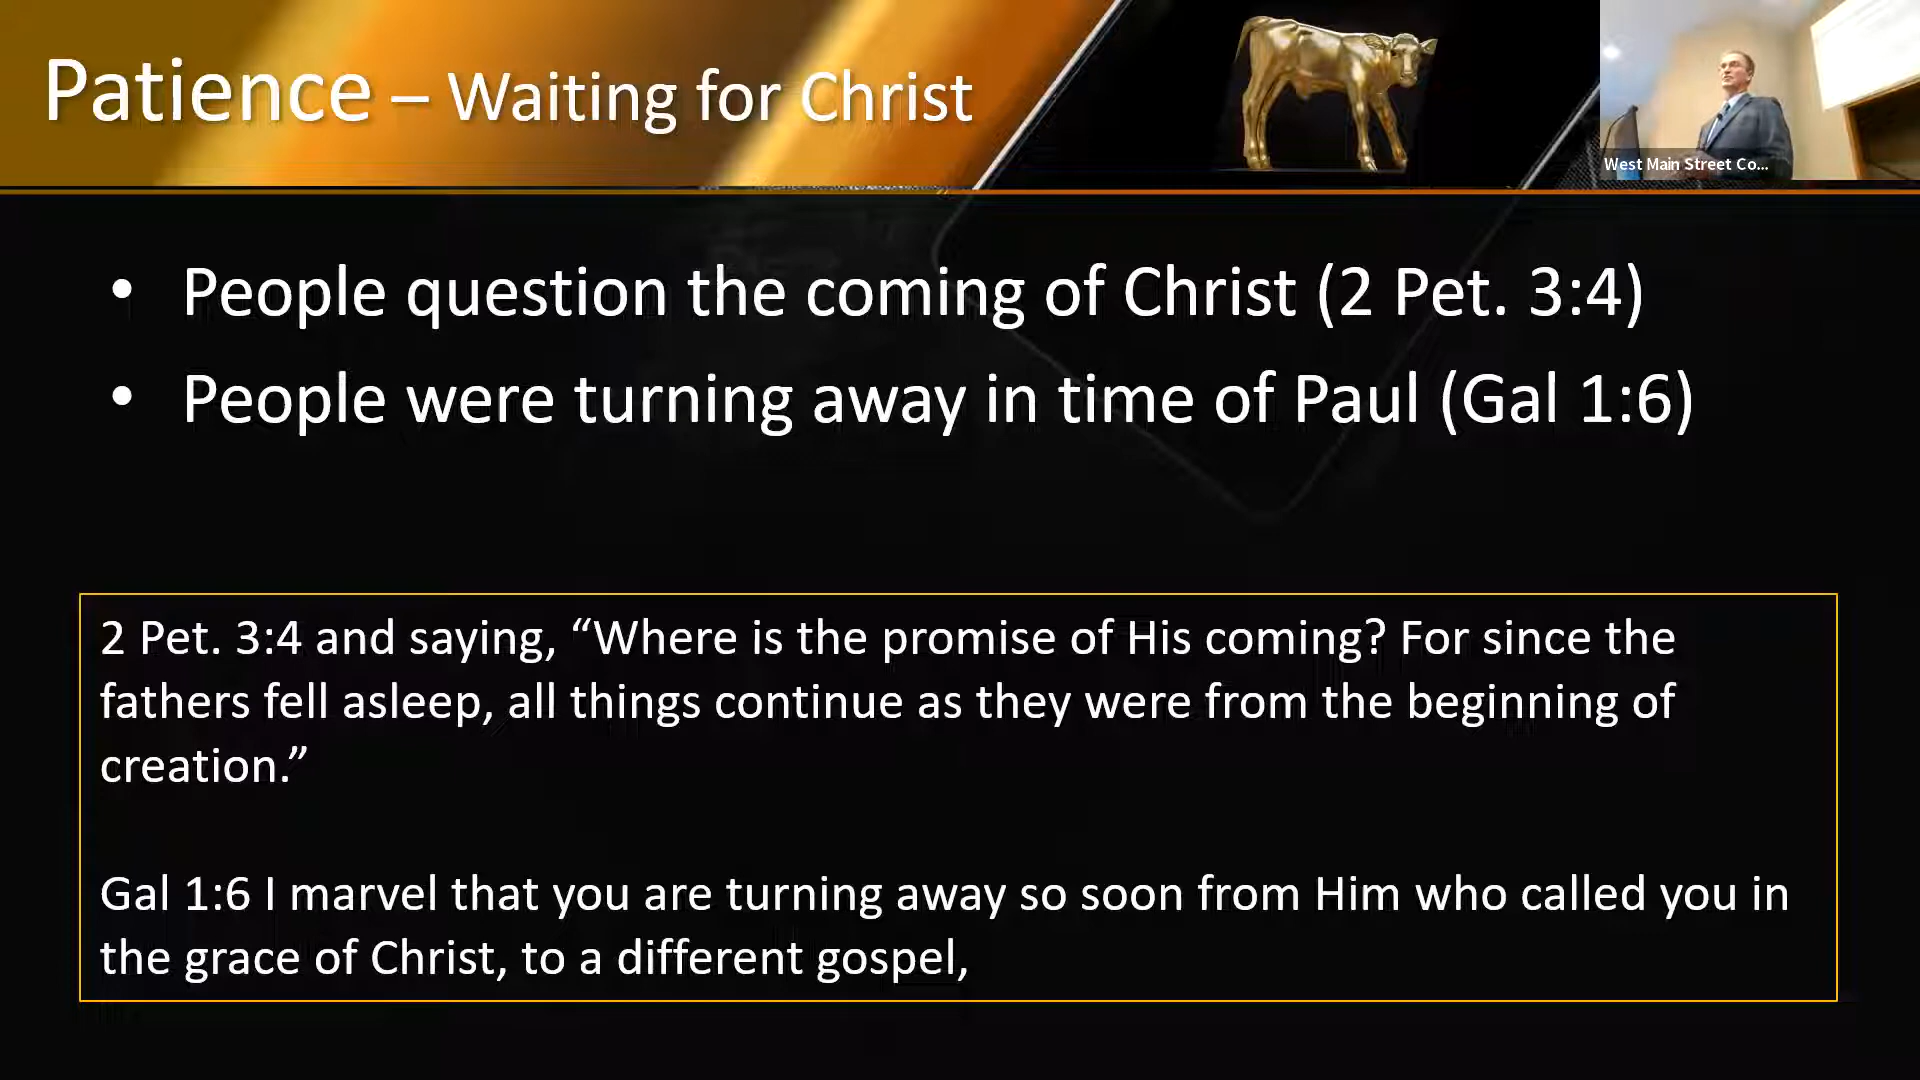 Patience – Waiting for Christ
West Main Street Co...
• People question the coming of Christ (2 Pet. 3:4)
• People were turning away in time of Paul (Gal 1:6)
2 Pet. 3:4 and saying, “Where is the promise of His coming? For since the
fathers fell asleep, all things continue as they were from the beginning of
creation.”
Gal 1:6 I marvel that you are turning away so soon from Him who called you in
the grace of Christ, to a different gospel,